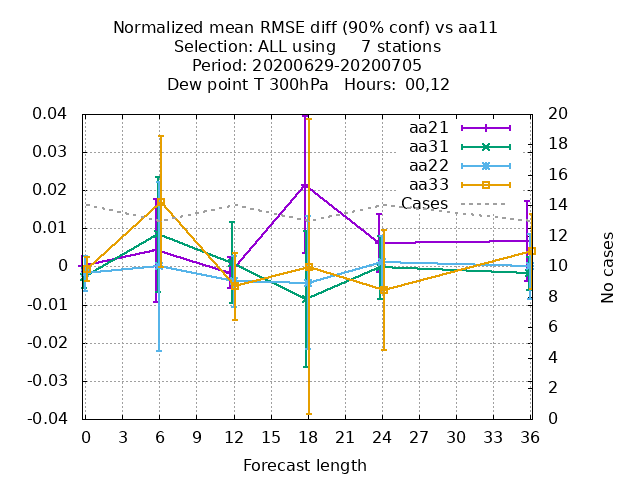 Normalized mean RMSE diff (90% conf) vs aa11
Selection: ALL using     7 stations
Period: 20200629-20200705
Dew point T 300hPa   Hours:  00,12
0.04
0.03
0.02
0.01
0
-0.01
-0.02
-0.03
-0.04
aa21
aa31
aa22
aa33
Cases
20
18
16
14
12
10
8
6
4
2
0
No cases
0 3 6 9 12 15 18 21 24 27 30 33 36
Forecast length